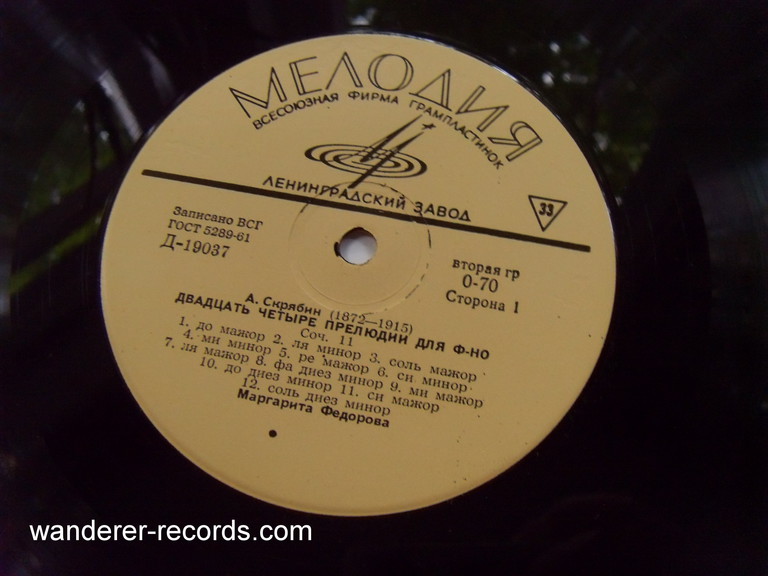 МЕЛОДИЯ
ВСЕСОЮЗНАЯ ФИРМА ГРАМПЛАСТИНОК
ЛЕНИНГРАДСКИЙ ЗАВОД
33
Записано ВСГ
ГОСТ 5289-61
Д-19037
вторая гр
0-70
Сторона 1
А. Скрябин (1872—1915)
ДВАДЦАТЬ ЧЕТЫРЕ ПРЕЛЮДИИ ДЛЯ Ф-НО
Соч. 11
1. до мажор 2. ля минор 3. соль мажор
4. ми минор 5. ре мажор 6. си минор
7. ля мажор 8. фа диез минор 9. ми мажор
10. до диез минор 11. си мажор
12. соль диез минор
Маргарита Федорова
wanderer-records.com